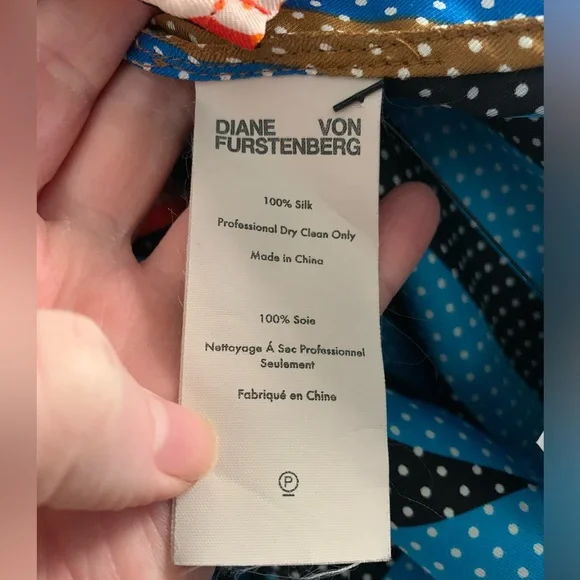 DIANE VON
FURSTENBERG
100% Silk
Professional Dry Clean Only
Made in China
100% Soie
Nettoyage Á Sec Professionnel
Seulement
Fabriqué en Chine
P